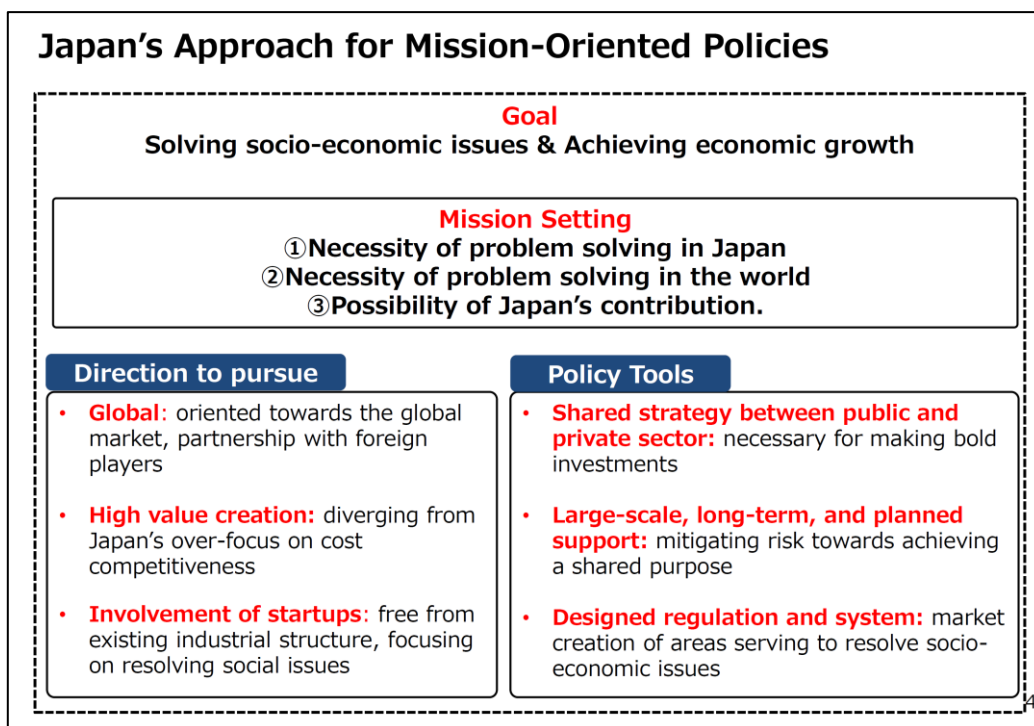 Japan’s Approach for Mission-Oriented Policies
Goal
Solving socio-economic issues & Achieving economic growth
Mission Setting
①Necessity of problem solving in Japan
②Necessity of problem solving in the world
③Possibility of Japan’s contribution.
Direction to pursue
• Global: oriented towards the global
market, partnership with foreign
players
• High value creation: diverging from
Japan’s over-focus on cost
competitiveness
• Involvement of startups: free from
existing industrial structure, focusing
on resolving social issues
Policy Tools
• Shared strategy between public and
private sector: necessary for making bold
investments
• Large-scale, long-term, and planned
support: mitigating risk towards achieving
a shared purpose
• Designed regulation and system: market
creation of areas serving to resolve socio-
economic issues